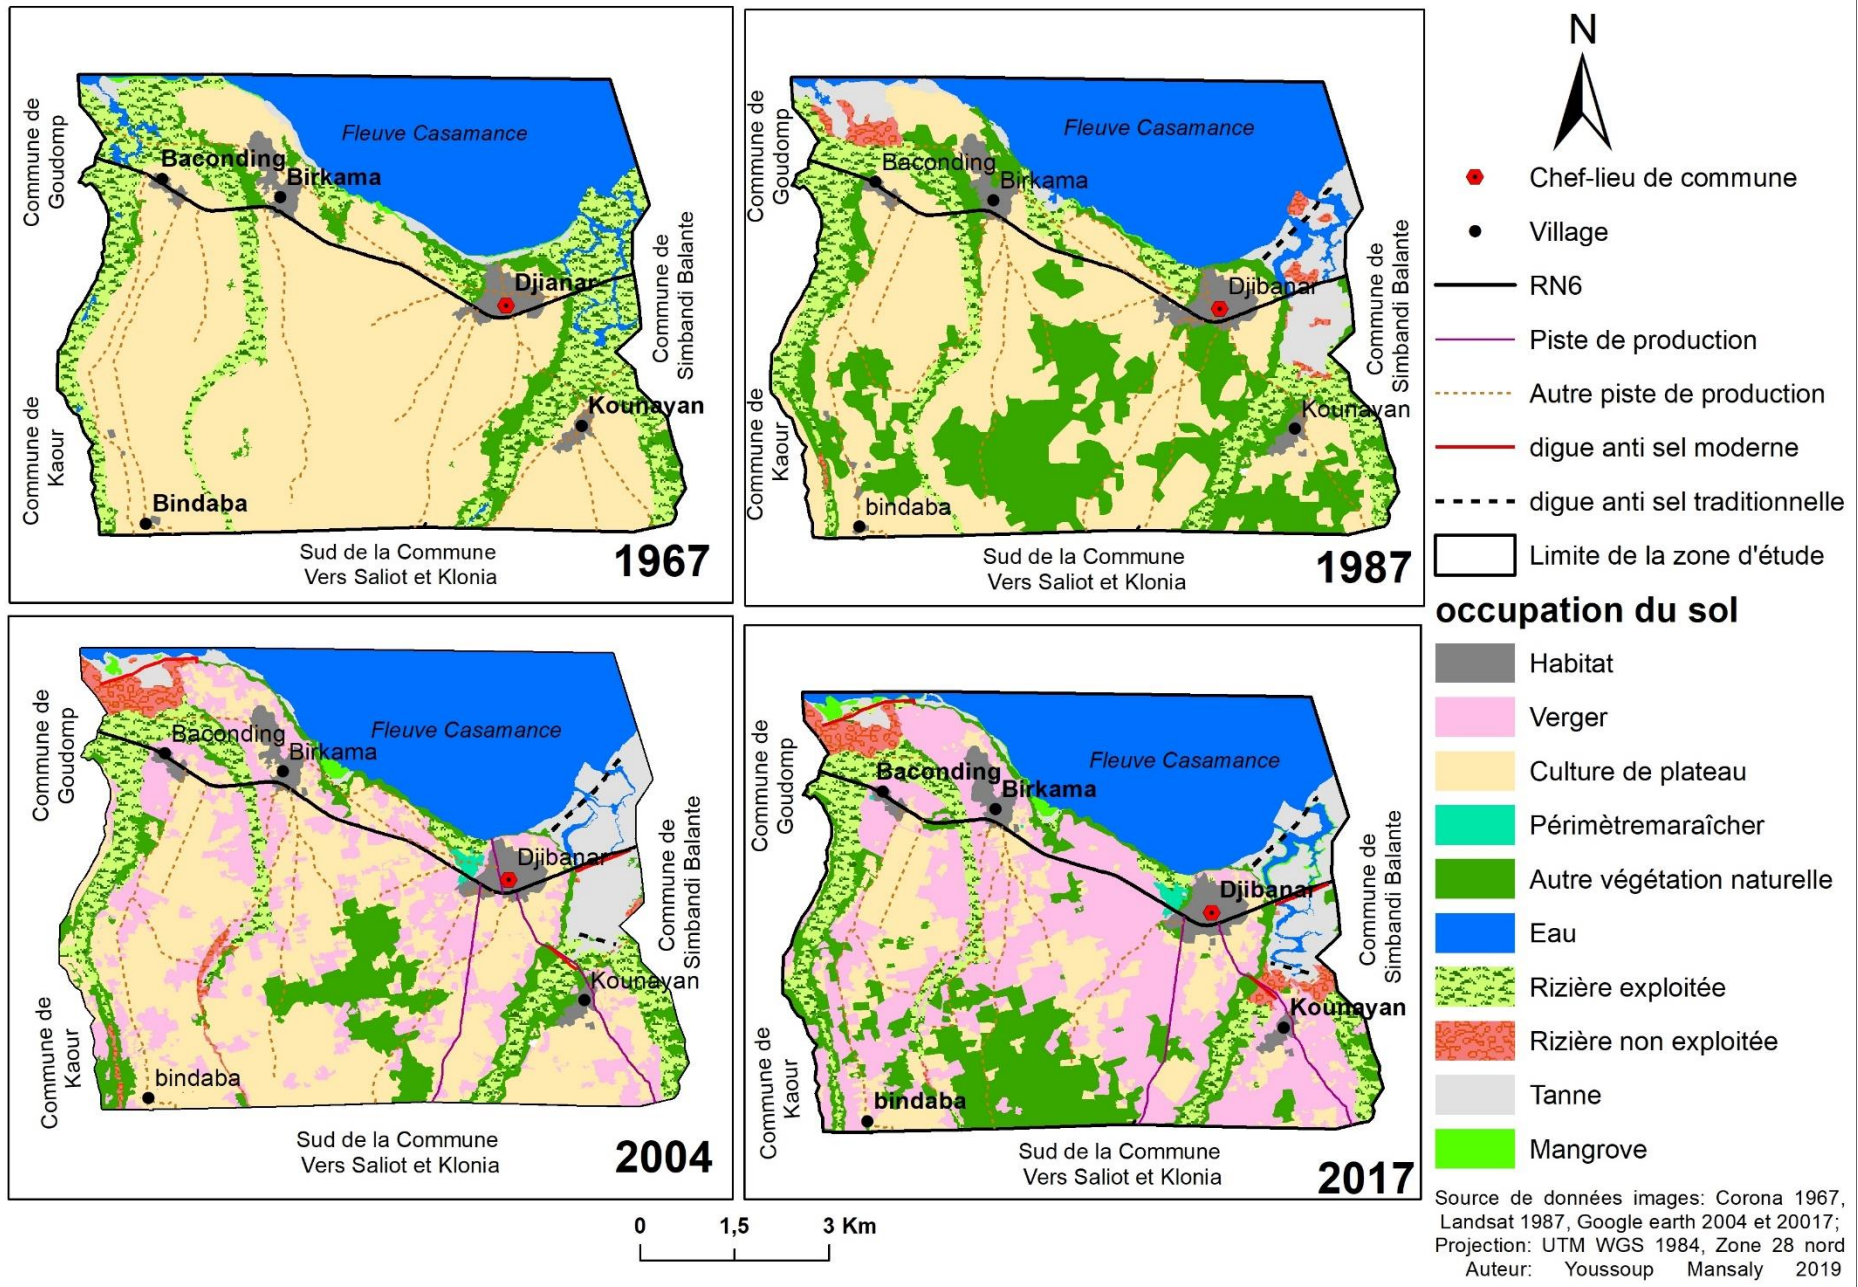 Commune de
Goudomp
Fleuve Casamance
Baconding
Birkama
Djianar
Commune de
Simbandi Balante
Kounayan
Commune de
Kaour
Bindaba
Sud de la Commune
Vers Saliot et Klonia
1967
Commune de
Goudomp
Fleuve Casamance
Baconding
Birkama
Djibanar
Commune de
Simbandi Balante
Kounayan
Commune de
Kaour
bindaba
Sud de la Commune
Vers Saliot et Klonia
1987
Commune de
Goudomp
Fleuve Casamance
Baconding
Birkama
Djibanar
Commune de
Simbandi Balante
Kounayan
Commune de
Kaour
bindaba
Sud de la Commune
Vers Saliot et Klonia
2004
Commune de
Goudomp
Fleuve Casamance
Baconding
Birkama
Djibanar
Commune de
Simbandi Balante
Kounayan
Commune de
Kaour
bindaba
Sud de la Commune
Vers Saliot et Klonia
2017
0 1,5 3 Km
N
Chef-lieu de commune
Village
RN6
Piste de production
Autre piste de production
digue anti sel moderne
digue anti sel traditionnelle
Limite de la zone d'étude
occupation du sol
Habitat
Verger
Culture de plateau
Périmètremaraîcher
Autre végétation naturelle
Eau
Rizière exploitée
Rizière non exploitée
Tanne
Mangrove
Source de données images: Corona 1967,
Landsat 1987, Google earth 2004 et 20017;
Projection: UTM WGS 1984, Zone 28 nord
Auteur: Youssoup Mansaly 2019